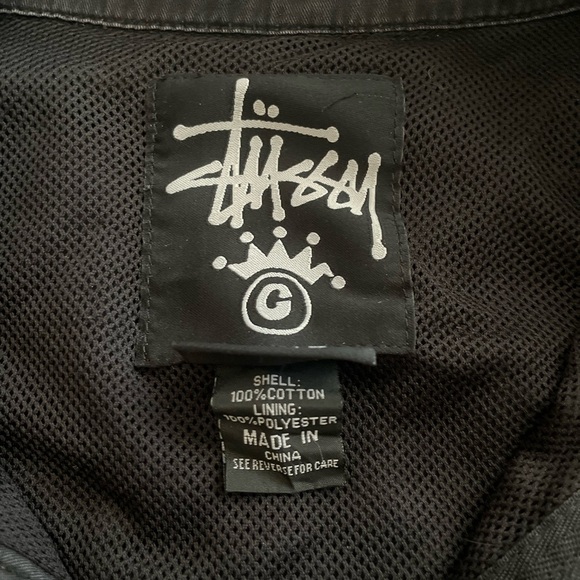 Stüssy
C
SHELL:
100%COTTON
LINING:
100%POLYESTER
MADE IN
CHINA
SEE REVERSE FOR CARE